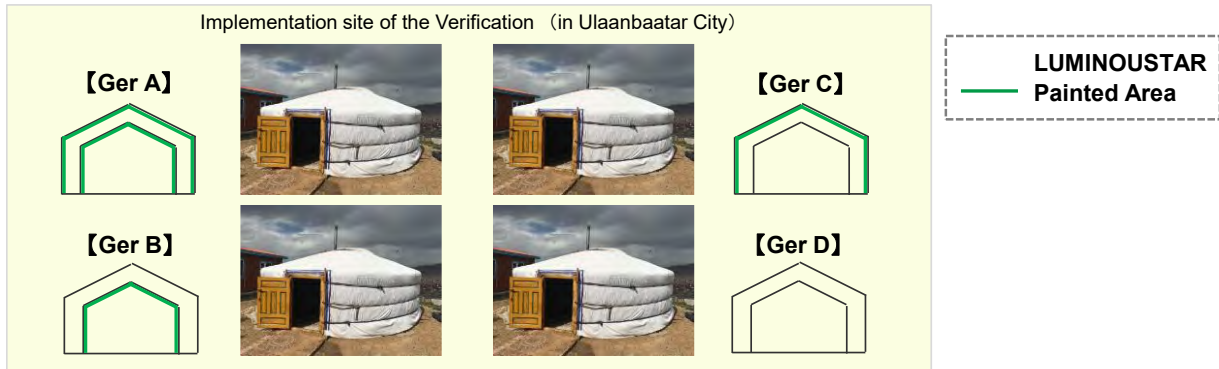 Implementation site of the Verification （in Ulaanbaatar City）
【Ger A】
【Ger C】
【Ger B】
【Ger D】
LUMINOUSTAR
Painted Area